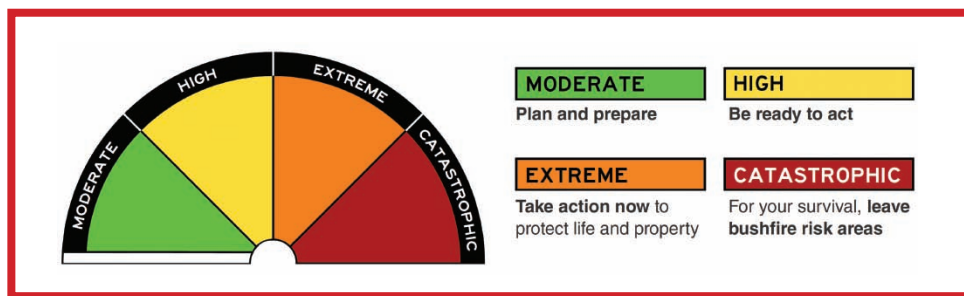 MODERATE
HIGH
EXTREME
CATASTROPHIC
MODERATE
Plan and prepare
HIGH
Be ready to act
EXTREME
Take action now to
protect life and property
CATASTROPHIC
For your survival, leave
bushfire risk areas